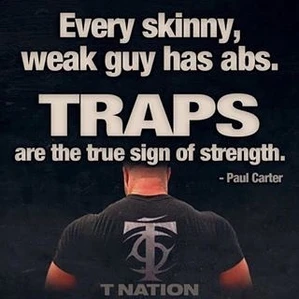 Every skinny,
weak guy has abs.
TRAPS
are the true sign of strength.
- Paul Carter
T NATION